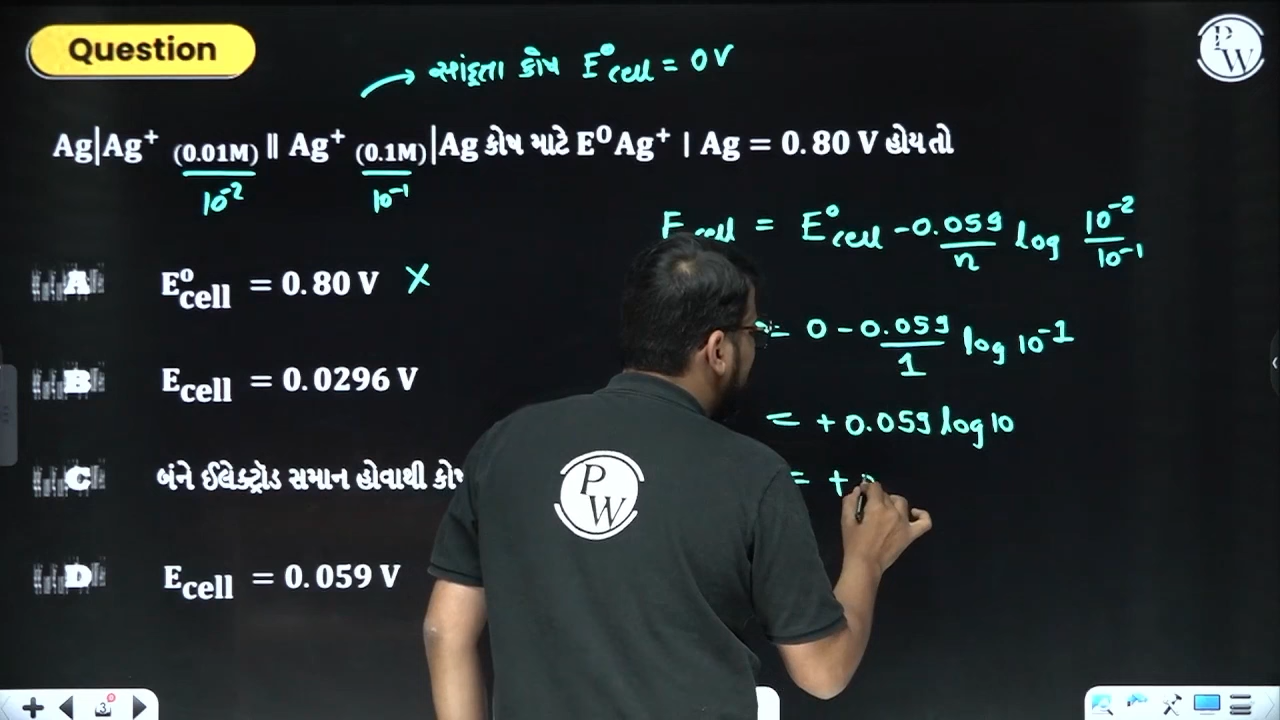 Question
P
W
સાંદ્રતા કોષ E°cell = 0V
Ag|Ag⁺ (0.01M) || Ag⁺ (0.1M)|Ag કોષ માટે E⁰Ag⁺ | Ag = 0.80 V હોય તો
10⁻² 10⁻¹
E cell = E°cell - 0.059/n log 10⁻²/10⁻¹
A E°cell = 0.80 V X
= 0 - 0.059/1 log 10⁻¹
B Ecell = 0.0296 V
= + 0.059 log 10
C બંને ઈલેક્ટ્રૉડ સમાન હોવાથી
= +
P
W
D Ecell = 0.059 V
3